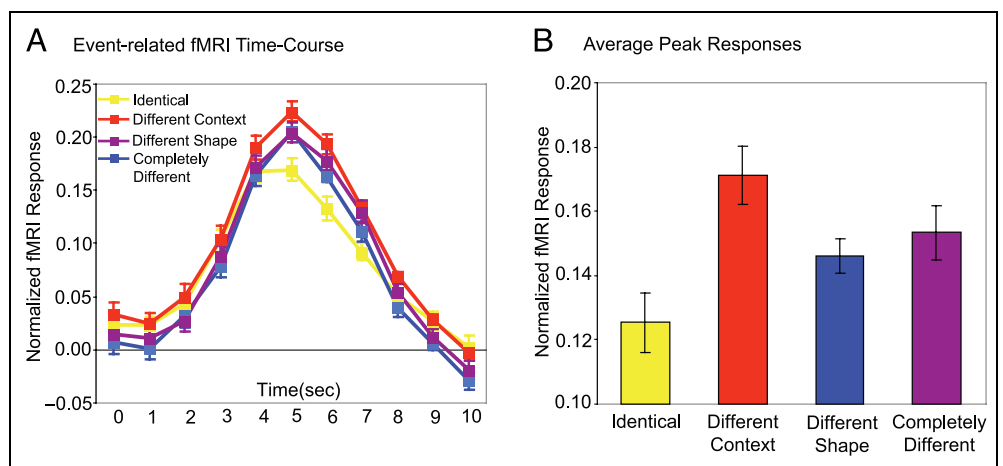 A Event-related fMRI Time-Course
Normalized fMRI Response
0.25
0.20
0.15
0.10
0.05
0.00
−0.05
Identical
Different Context
Different Shape
Completely
Different
Time(sec)
0 1 2 3 4 5 6 7 8 9 10
B Average Peak Responses
Normalized fMRI Response
0.20
0.18
0.16
0.14
0.12
0.10
Identical
Different
Context
Different
Shape
Completely
Different